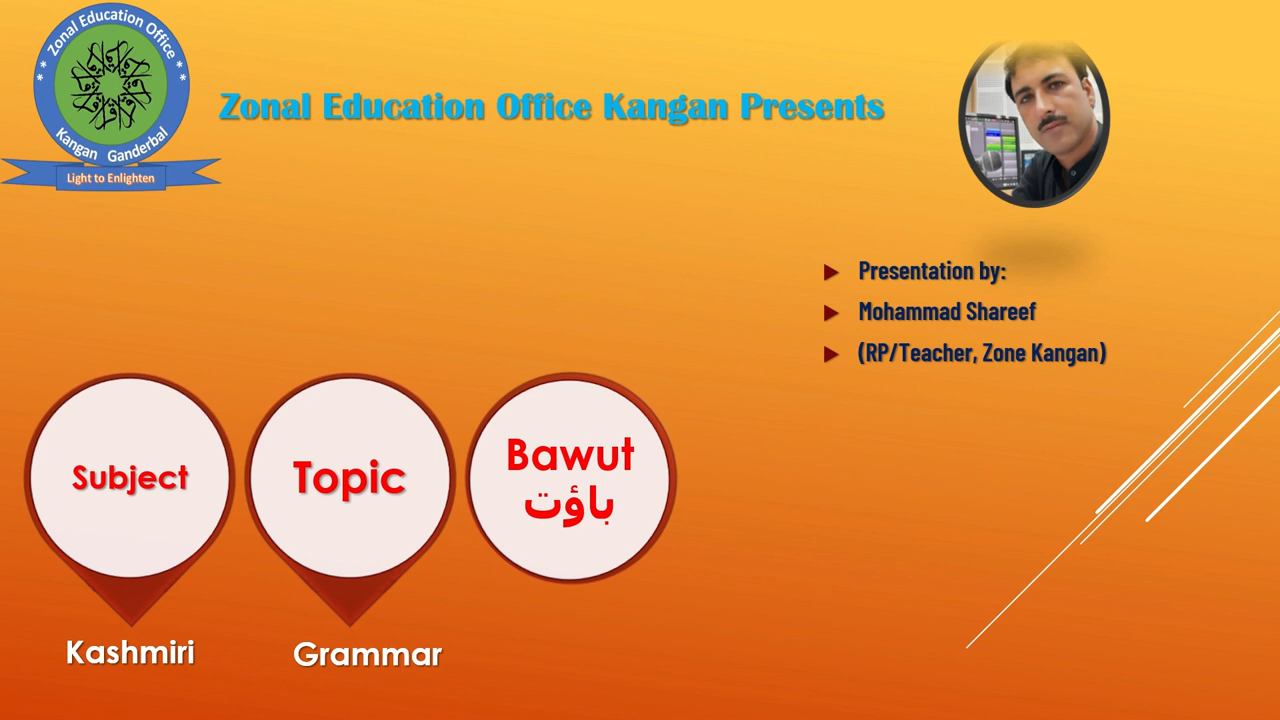 * * Zonal Education Office * *
Kangan Ganderbal
Light to Enlighten
Zonal Education Office Kangan Presents
Presentation by:
Mohammad Shareef
(RP/Teacher, Zone Kangan)
Subject
Topic
Bawut
باؤت
Kashmiri
Grammar